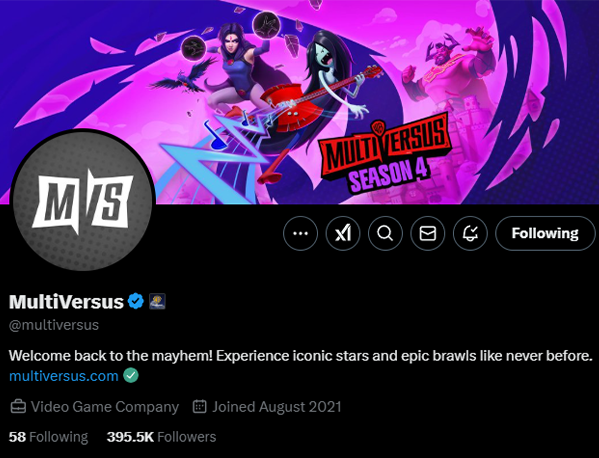 MULTIVERSUS
SEASON 4
M/S
Following
MultiVersus
@multiversus
Welcome back to the mayhem! Experience iconic stars and epic brawls like never before.
multiversus.com
Video Game Company Joined August 2021
58 Following 395.5K Followers